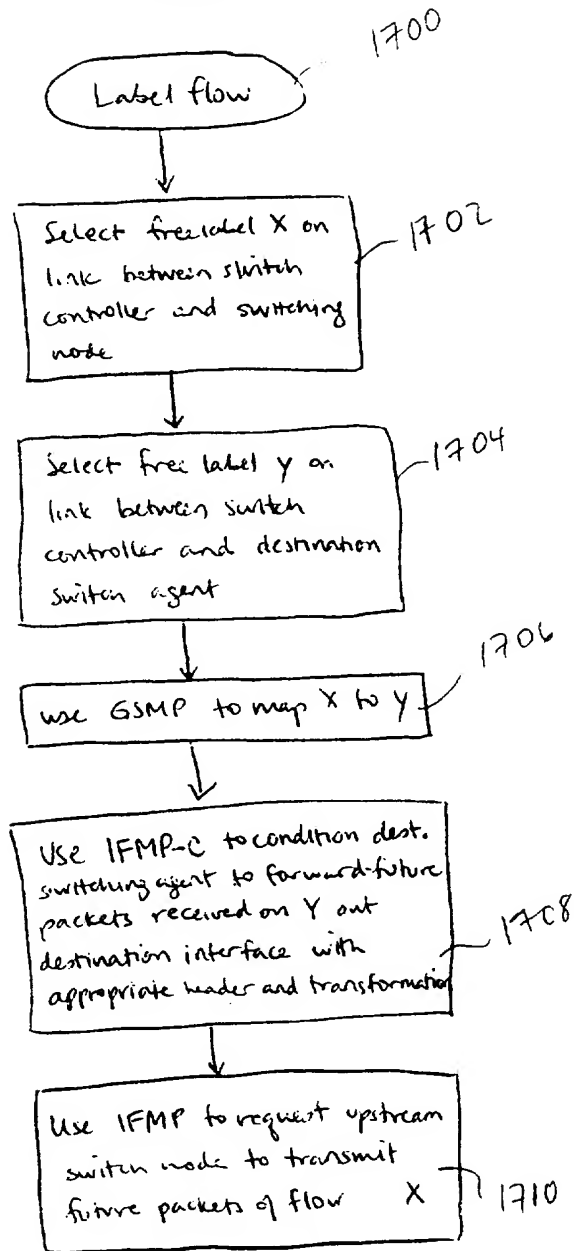 1700
Label flow
Select free label X on
link between switch
controller and switching
node
1702
Select free label Y on
link between switch
controller and destination
switch agent
1704
use GSMP to map X to Y
1706
Use IFMP-C to condition dest.
switching agent to forward future
packets received on Y out
destination interface with
appropriate header and transformation
1708
Use IFMP to request upstream
switch node to transmit
future packets of flow X
1710